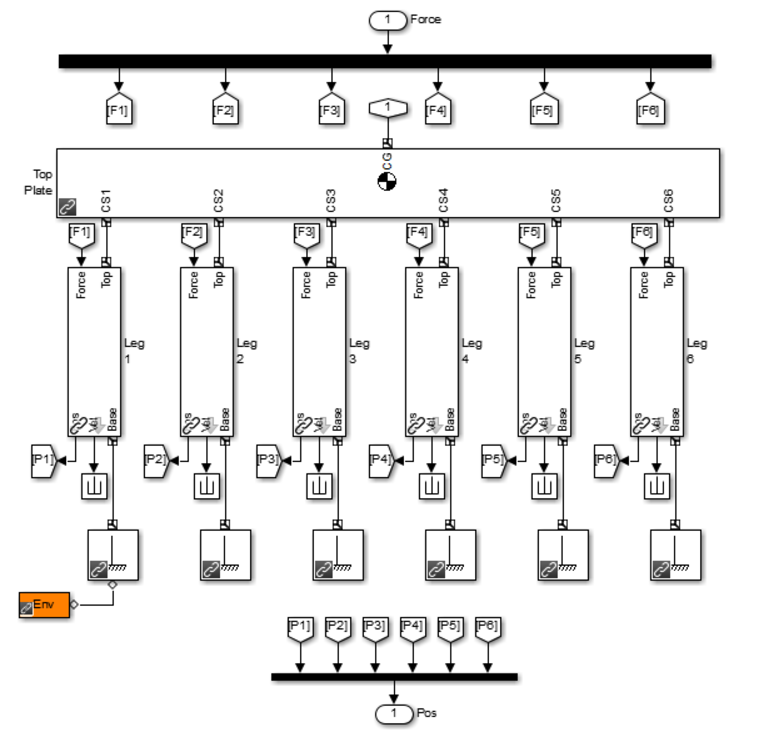 1 Force
[F1] [F2] [F3] [F4] [F5] [F6]
1
CG
Top
Plate
CS1 CS2 CS3 CS4 CS5 CS6
[F1] [F2] [F3] [F4] [F5] [F6]
Force Top Force Top Force Top Force Top Force Top Force Top
Leg Leg Leg Leg Leg Leg
1 2 3 4 5 6
Base Base Base Base Base Base
[P1] [P2] [P3] [P4] [P5] [P6]
Env
[P1] [P2] [P3] [P4] [P5] [P6]
1 Pos